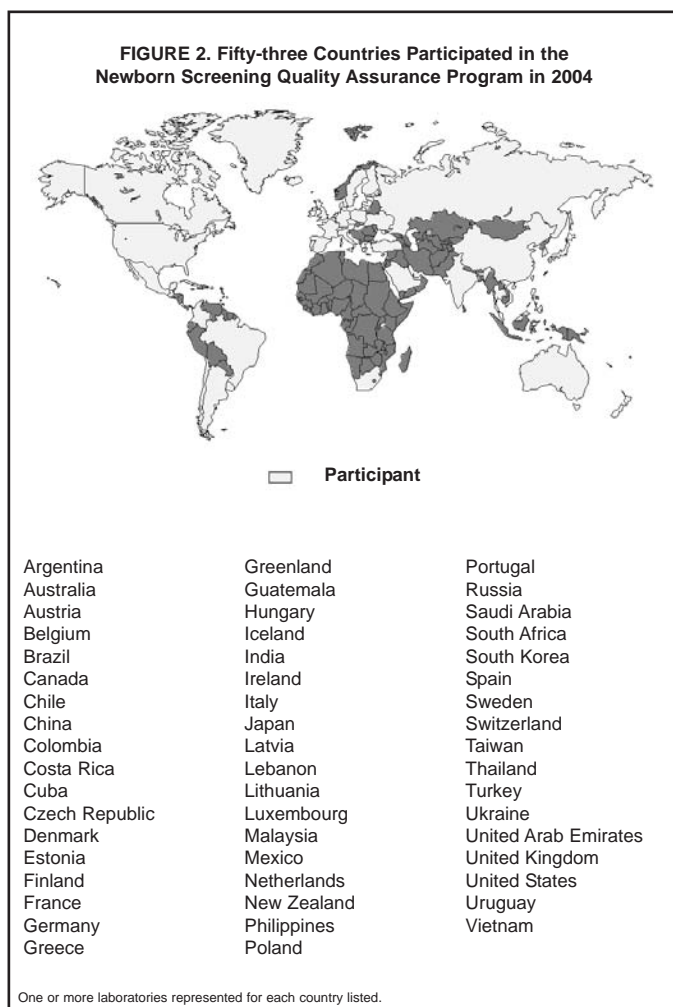 FIGURE 2. Fifty-three Countries Participated in the
Newborn Screening Quality Assurance Program in 2004
Participant
Argentina
Australia
Austria
Belgium
Brazil
Canada
Chile
China
Colombia
Costa Rica
Cuba
Czech Republic
Denmark
Estonia
Finland
France
Germany
Greece
Greenland
Guatemala
Hungary
Iceland
India
Ireland
Italy
Japan
Latvia
Lebanon
Lithuania
Luxembourg
Malaysia
Mexico
Netherlands
New Zealand
Philippines
Poland
Portugal
Russia
Saudi Arabia
South Africa
South Korea
Spain
Sweden
Switzerland
Taiwan
Thailand
Turkey
Ukraine
United Arab Emirates
United Kingdom
United States
Uruguay
Vietnam
One or more laboratories represented for each country listed.